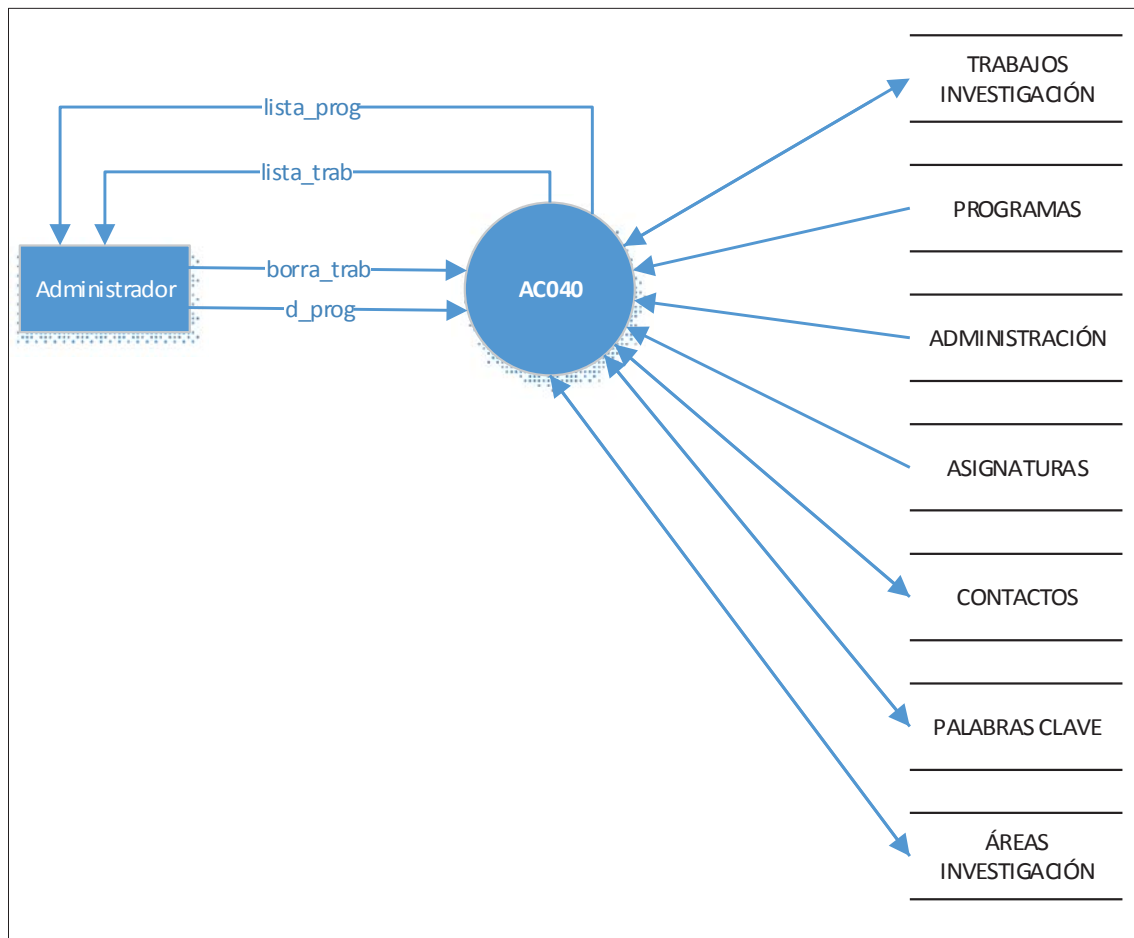 TRABAJOS
INVESTIGACIÓN
lista_prog
lista_trab
PROGRAMAS
borra_trab
Administrador
AC040
d_prog
ADMINISTRACIÓN
ASIGNATURAS
CONTACTOS
PALABRAS CLAVE
ÁREAS
INVESTIGACIÓN